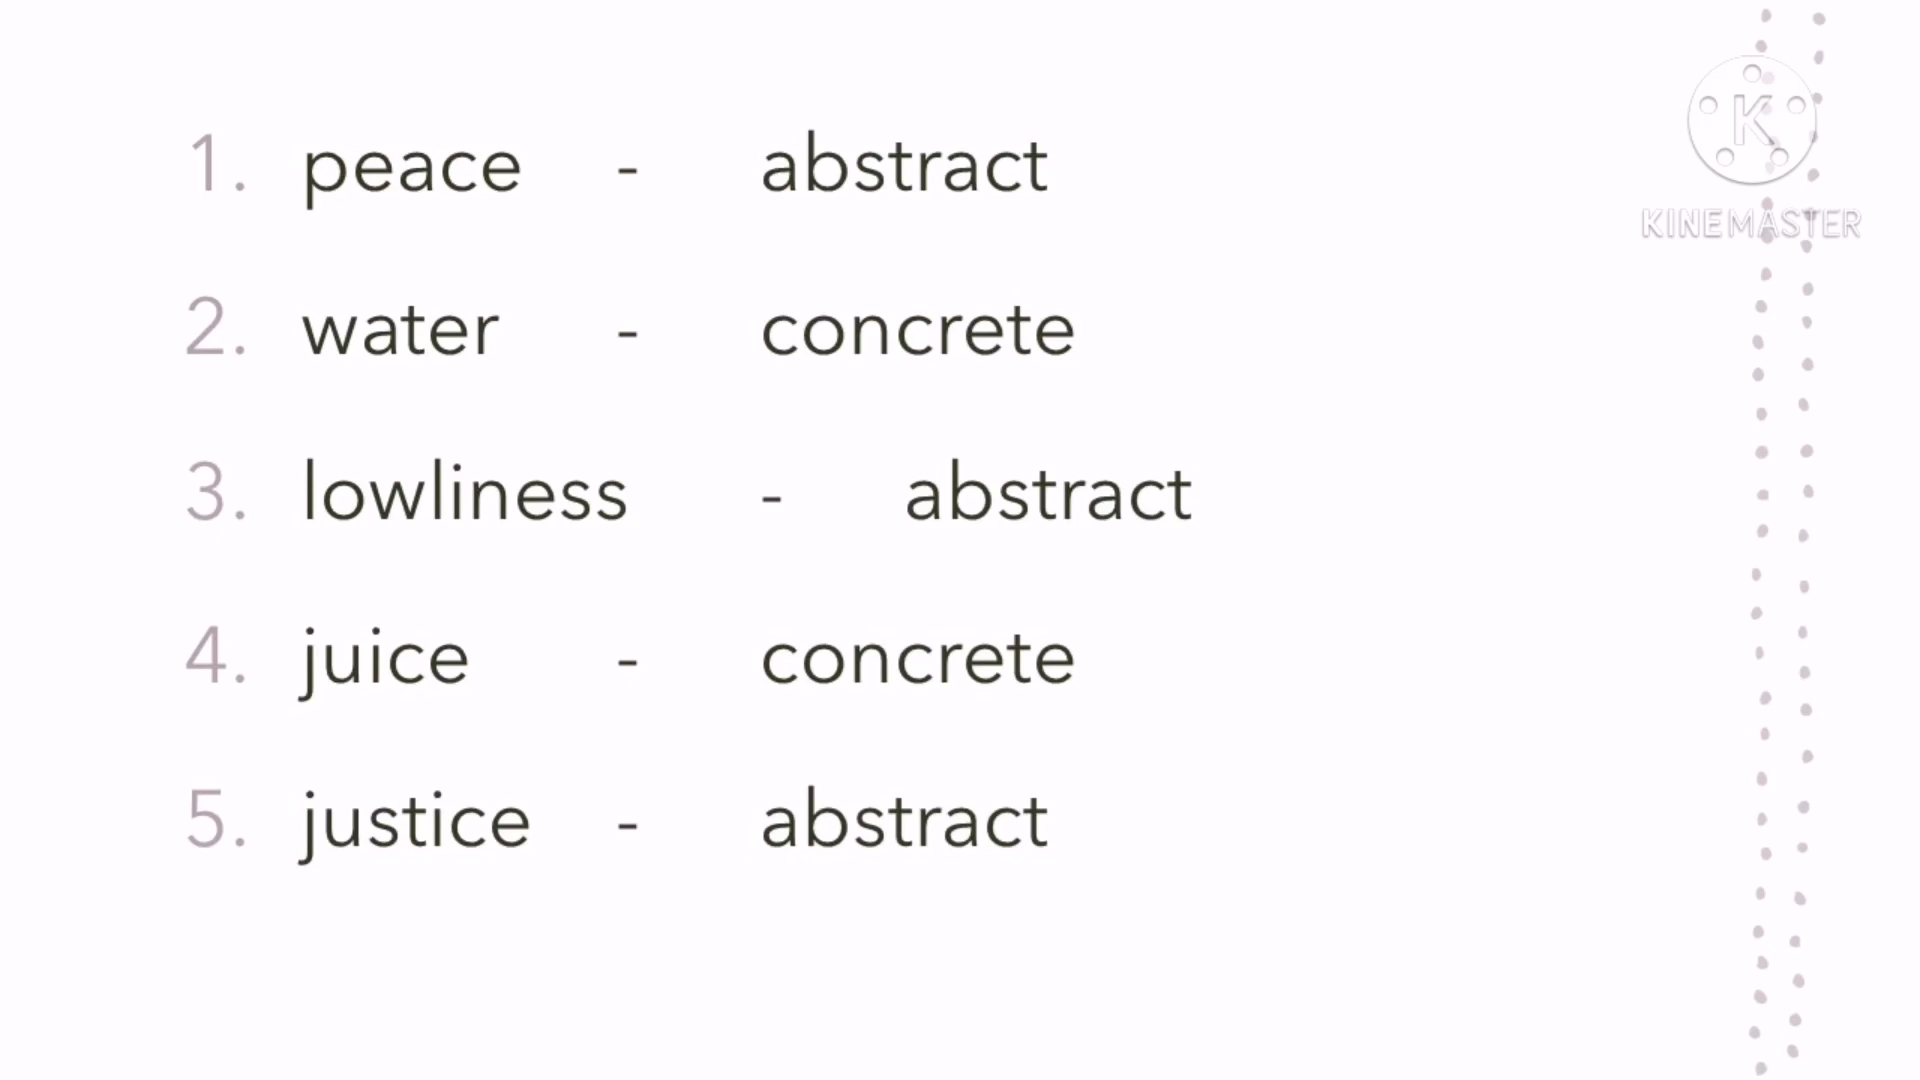 1. peace - abstract
2. water - concrete
3. lowliness - abstract
4. juice - concrete
5. justice - abstract
K
KINEMASTER